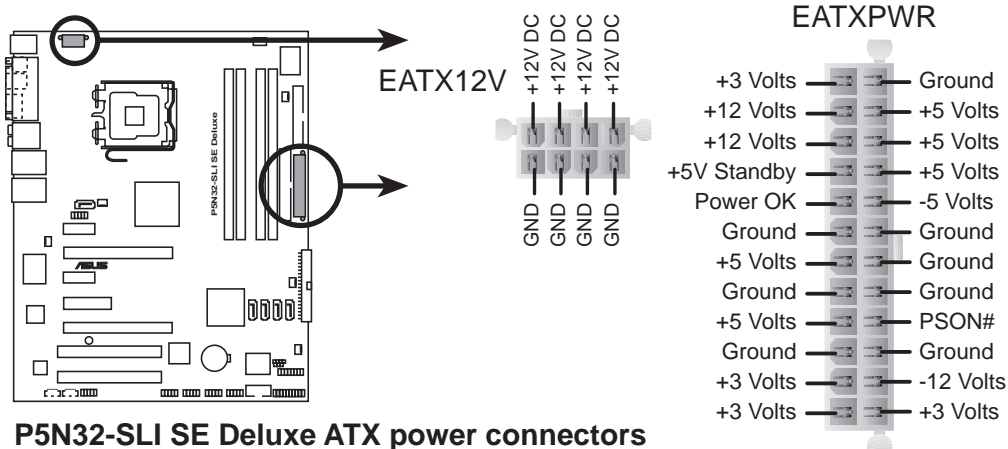 EATX12V
+12V DC
+12V DC
+12V DC
+12V DC
GND
GND
GND
GND
EATXPWR
+3 Volts
+12 Volts
+12 Volts
+5V Standby
Power OK
Ground
+5 Volts
Ground
+5 Volts
Ground
+3 Volts
+3 Volts
Ground
+5 Volts
+5 Volts
+5 Volts
-5 Volts
Ground
Ground
Ground
PSON#
Ground
-12 Volts
+3 Volts
P5N32-SLI SE Deluxe
ASUS
P5N32-SLI SE Deluxe ATX power connectors